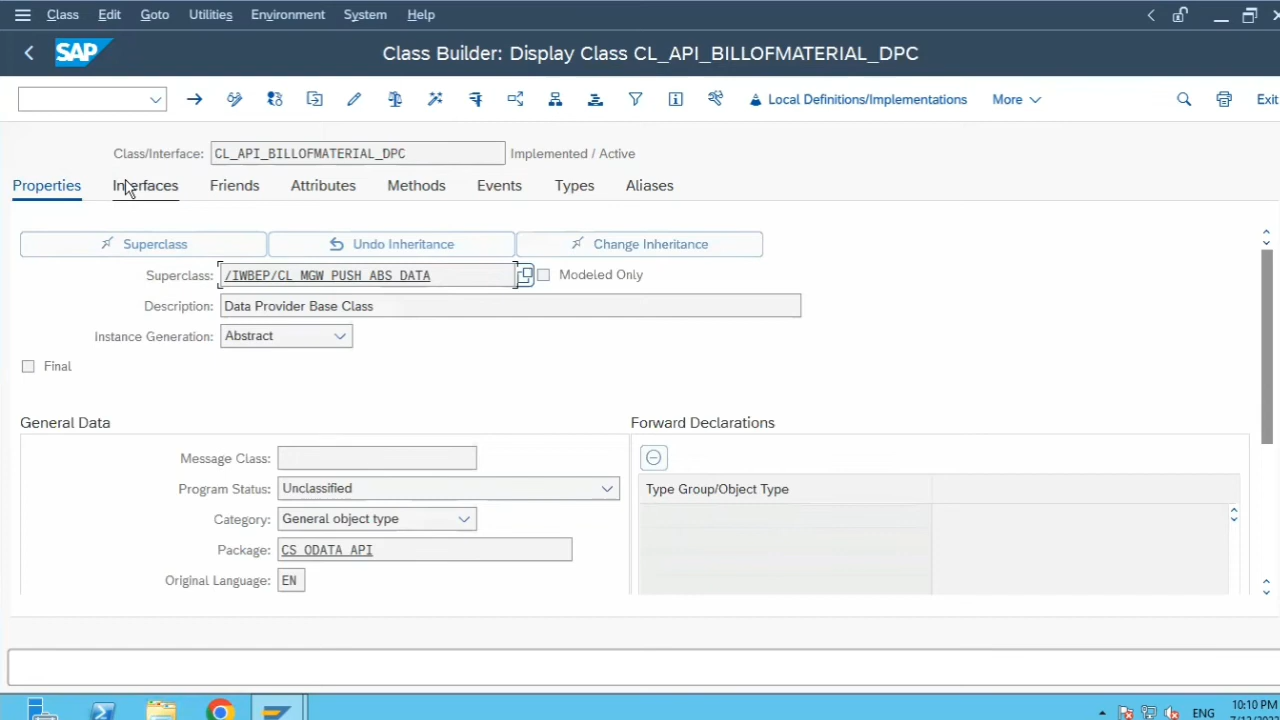 Class Edit Goto Utilities Environment System Help
SAP Class Builder: Display Class CL_API_BILLOFMATERIAL_DPC
Local Definitions/Implementations More Exit
Class/Interface: CL_API_BILLOFMATERIAL_DPC Implemented / Active
Properties Interfaces Friends Attributes Methods Events Types Aliases
Superclass Undo Inheritance Change Inheritance
Superclass: /IWBEP/CL_MGW_PUSH_ABS_DATA Modeled Only
Description: Data Provider Base Class
Instance Generation: Abstract
Final
General Data Forward Declarations
Message Class:
Program Status: Unclassified
Type Group/Object Type
Category: General object type
Package: CS_ODATA_API
Original Language: EN
10:10 PM
ENG